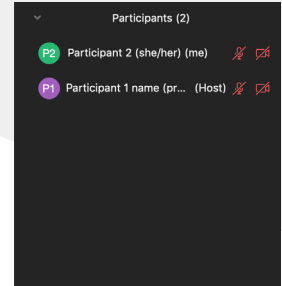 Participants (2)
P2 Participant 2 (she/her) (me)
P1 Participant 1 name (pr... (Host)